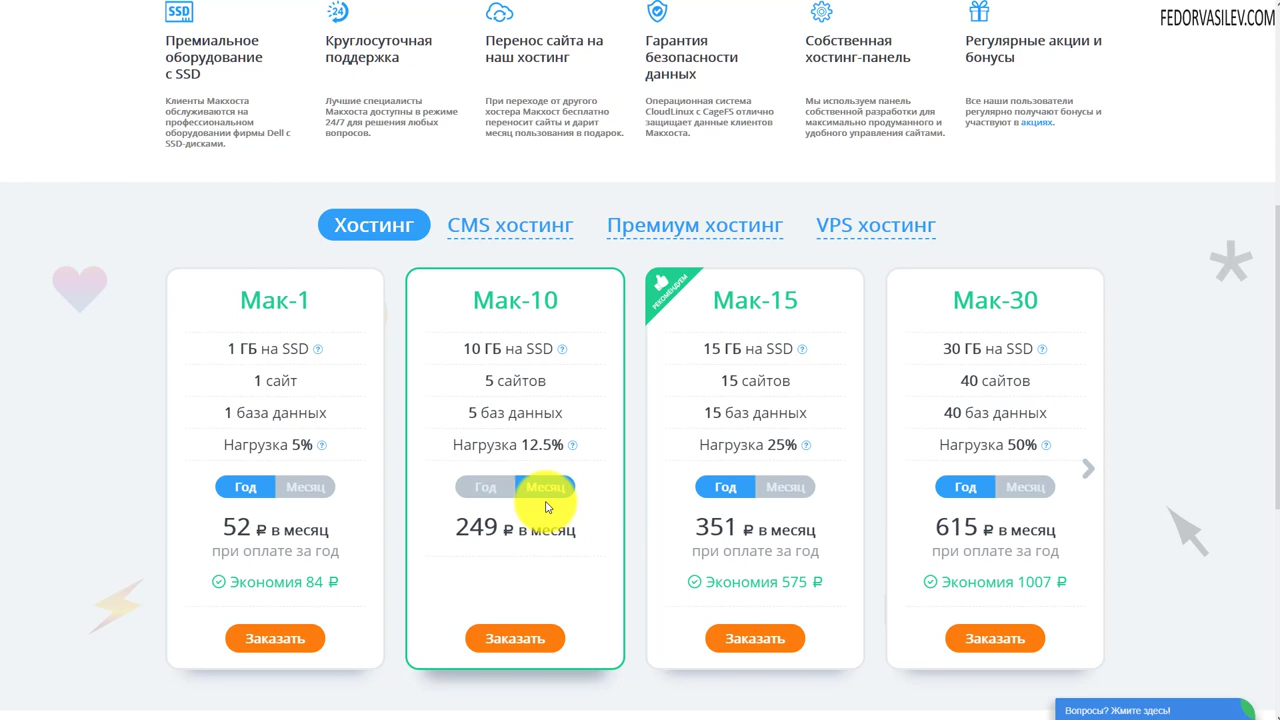 FEDORVASILEV.COM
SSD
24
Премиальное
оборудование
с SSD
Клиенты Макхоста
обслуживаются на
профессиональном
оборудовании фирмы Dell с
SSD-дисками.
Круглосуточная
поддержка
Лучшие специалисты
Макхоста доступны в режиме
24/7 для решения любых
вопросов.
Перенос сайта на
наш хостинг
При переходе от другого
хостера Макхост бесплатно
переносит сайты и дарит
месяц пользования в подарок.
Гарантия
безопасности
данных
Операционная система
CloudLinux с CageFS отлично
защищает данные клиентов
Макхоста.
Собственная
хостинг-панель
Мы используем панель
собственной разработки для
максимально продуманного и
удобного управления сайтами.
Регулярные акции и
бонусы
Все наши пользователи
регулярно получают бонусы и
участвуют в акциях.
Хостинг
CMS хостинг
Премиум хостинг
VPS хостинг
Мак-1
1 ГБ на SSD ?
1 сайт
1 база данных
Нагрузка 5% ?
Год Месяц
52 ₽ в месяц
при оплате за год
Экономия 84 ₽
Заказать
Мак-10
10 ГБ на SSD ?
5 сайтов
5 баз данных
Нагрузка 12.5% ?
Год Месяц
249 ₽ в месяц
Заказать
РЕКОМЕНДУЕМ
Мак-15
15 ГБ на SSD ?
15 сайтов
15 баз данных
Нагрузка 25% ?
Год Месяц
351 ₽ в месяц
при оплате за год
Экономия 575 ₽
Заказать
Мак-30
30 ГБ на SSD ?
40 сайтов
40 баз данных
Нагрузка 50% ?
Год Месяц
615 ₽ в месяц
при оплате за год
Экономия 1007 ₽
Заказать
Вопросы? Жмите здесь!